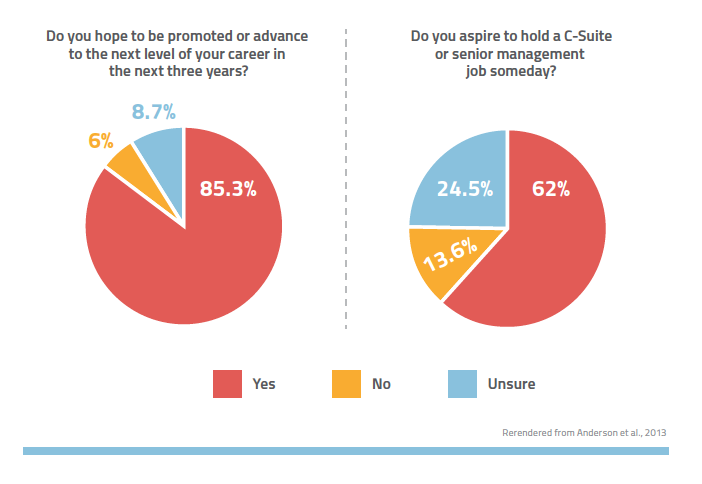 Do you hope to be promoted or advance
to the next level of your career in
the next three years?
8.7%
6%
85.3%
Do you aspire to hold a C-Suite
or senior management
job someday?
24.5%
62%
13.6%
Yes
No
Unsure
Rerendered from Anderson et al., 2013